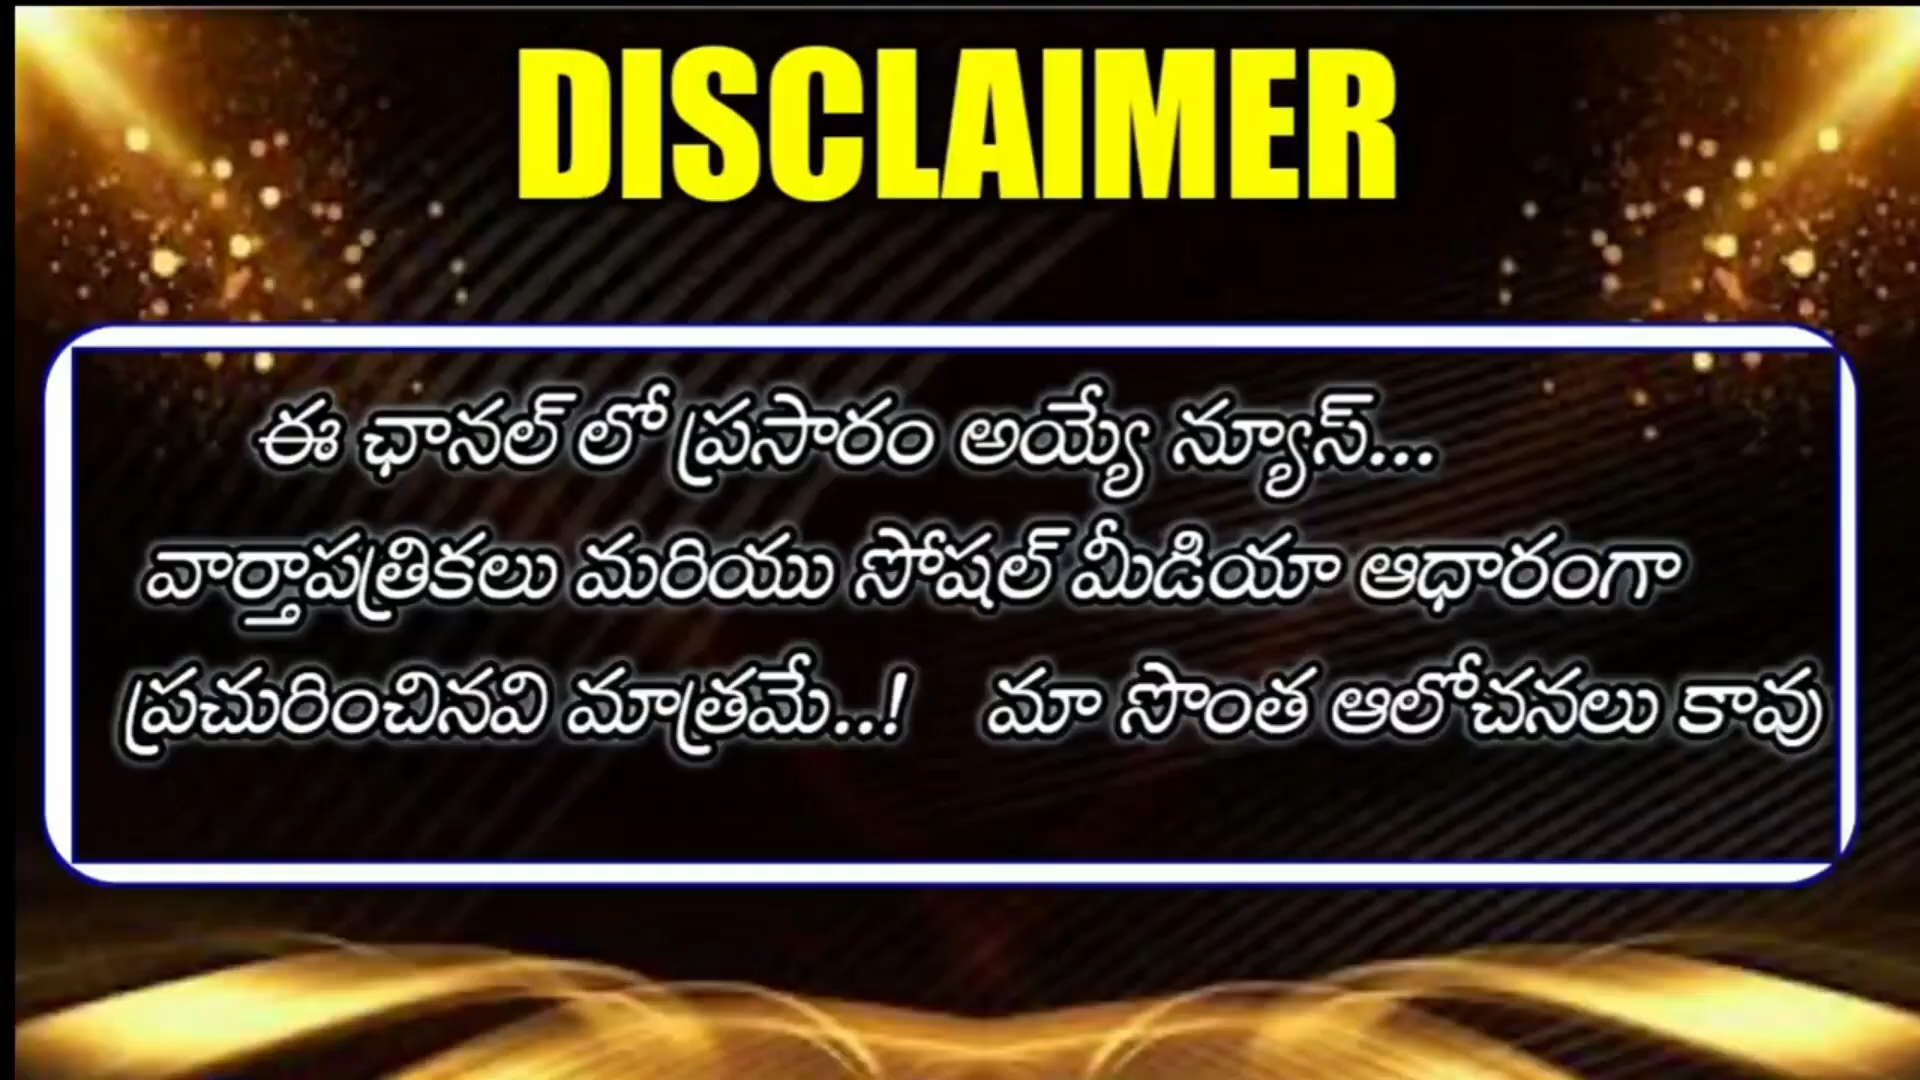 DISCLAIMER
ఈ ఛానల్ లో ప్రసారం అయ్యే న్యూస్...
వార్తాపత్రికలు మరియు సోషల్ మీడియా ఆధారంగా
ప్రచురించినవి మాత్రమే..! మా సొంత ఆలోచనలు కావు